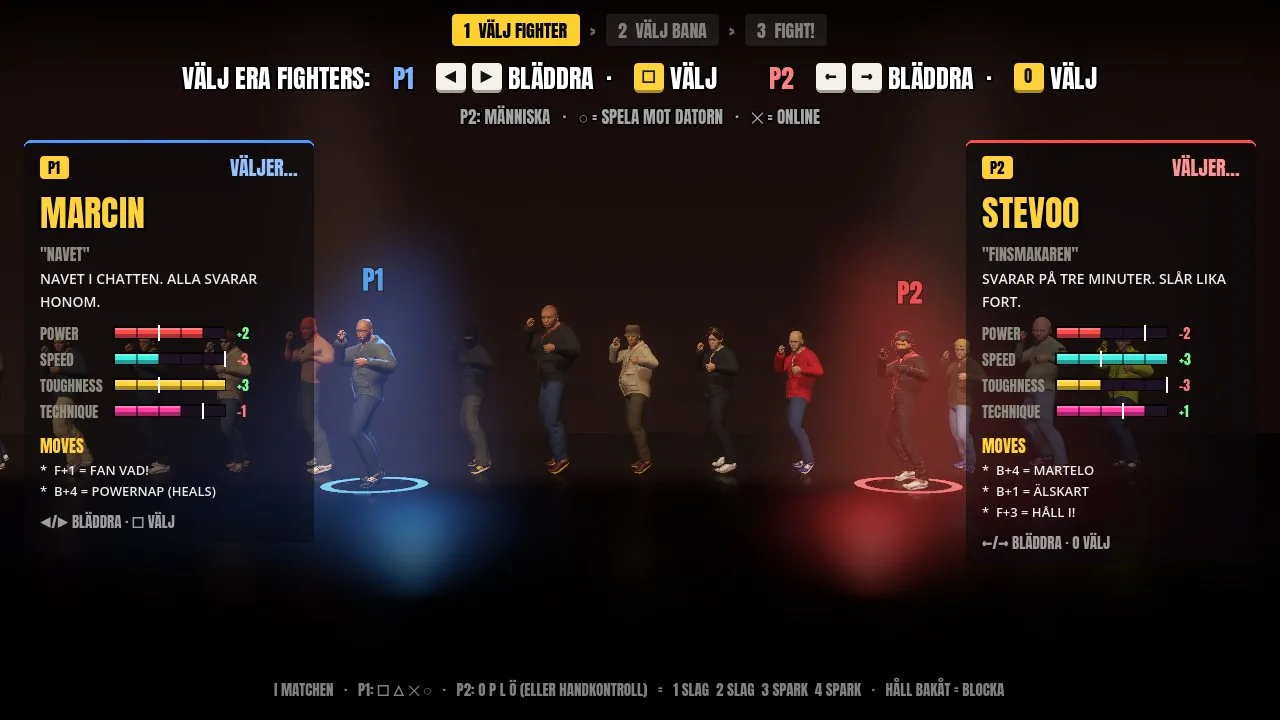 1 VÄLJ FIGHTER › 2 VÄLJ BANA › 3 FIGHT!
VÄLJ ERA FIGHTERS: P1 ◀ ▶ BLÄDDRA · □ VÄLJ P2 ← → BLÄDDRA · O VÄLJ
P2: MÄNNISKA · ○ = SPELA MOT DATORN · ✕ = ONLINE
P1 VÄLJER...
MARCIN
"NAVET"
NAVET I CHATTEN. ALLA SVARAR
HONOM.
POWER +2
SPEED -3
TOUGHNESS +3
TECHNIQUE -1
MOVES
* F+1 = FAN VAD!
* B+4 = POWERNAP (HEALS)
◀/▶ BLÄDDRA · □ VÄLJ
P1
P2
P2 VÄLJER...
STEVOO
"FINSMAKAREN"
SVARAR PÅ TRE MINUTER. SLÅR LIKA
FORT.
POWER -2
SPEED +3
TOUGHNESS -3
TECHNIQUE +1
MOVES
* B+4 = MARTELO
* B+1 = ÄLSKART
* F+3 = HÅLL I!
←/→ BLÄDDRA · O VÄLJ
I MATCHEN · P1: □ △ ✕ ○ · P2: O P L Ö (ELLER HANDKONTROLL) = 1 SLAG 2 SLAG 3 SPARK 4 SPARK · HÅLL BAKÅT = BLOCKA